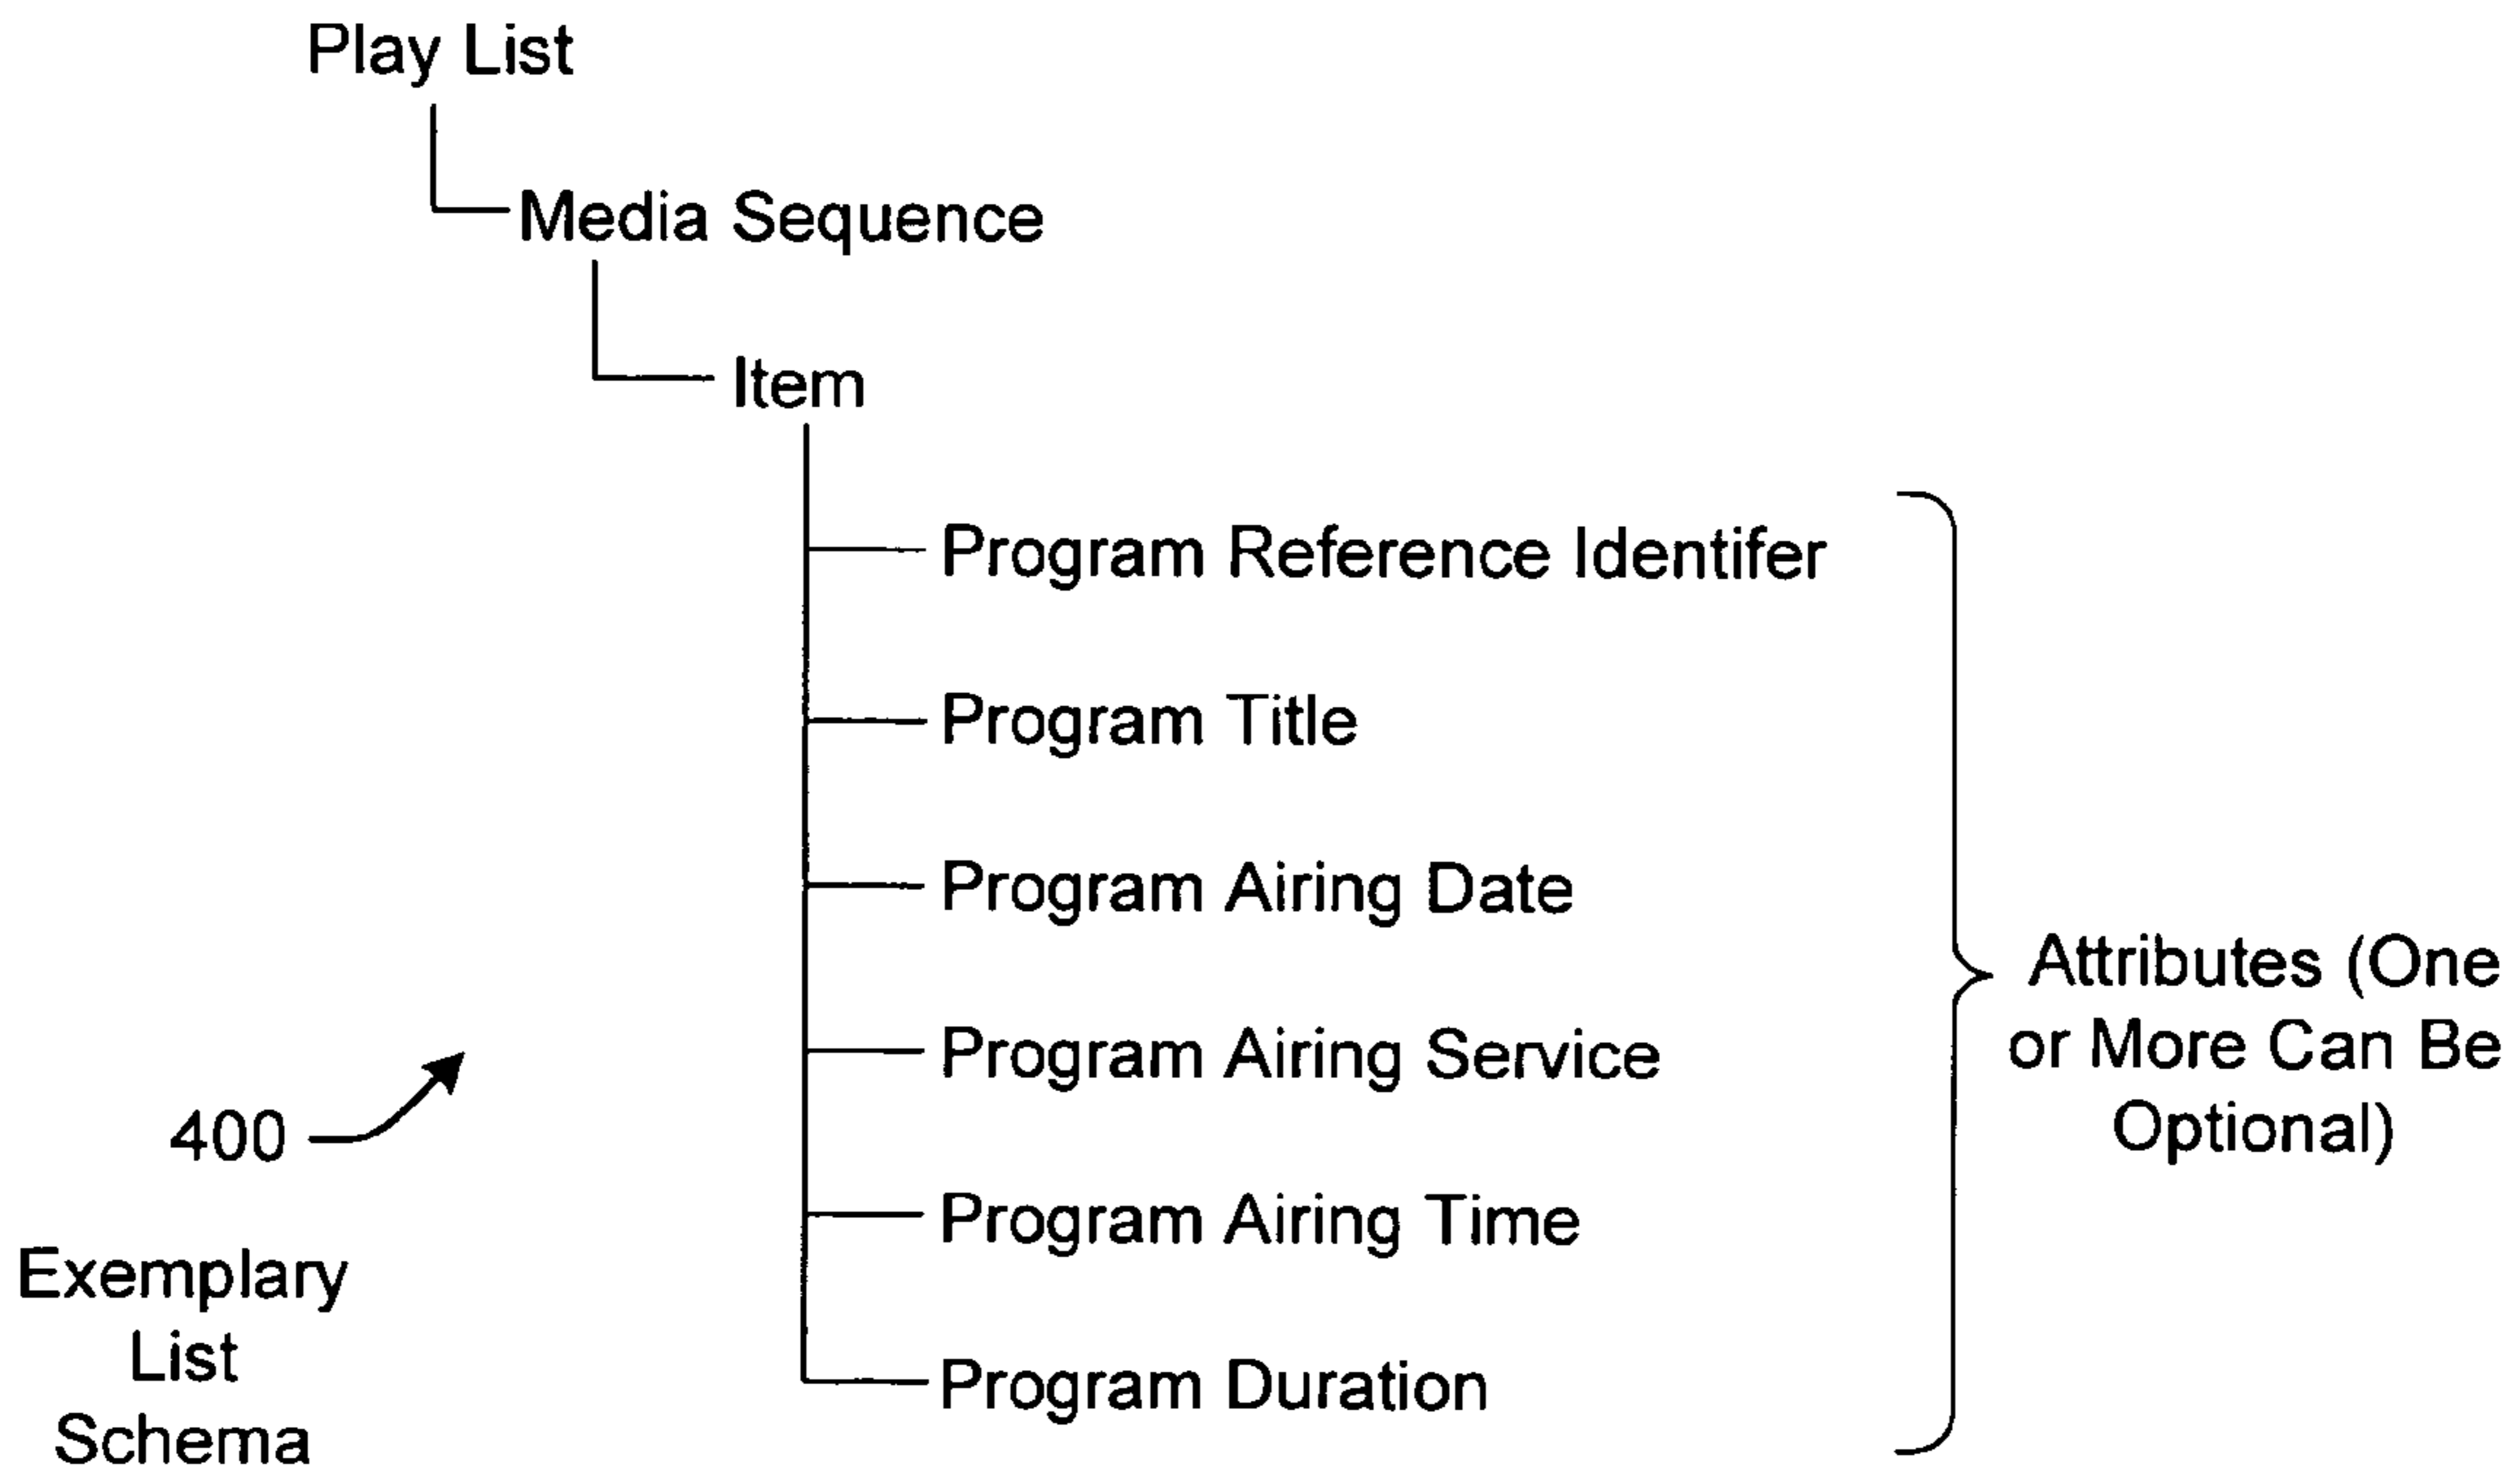 Play List
Media Sequence
Item
Program Reference Identifer
Program Title
Program Airing Date
Program Airing Service
Program Airing Time
Program Duration
Attributes (One
or More Can Be
Optional)
400
Exemplary
List
Schema